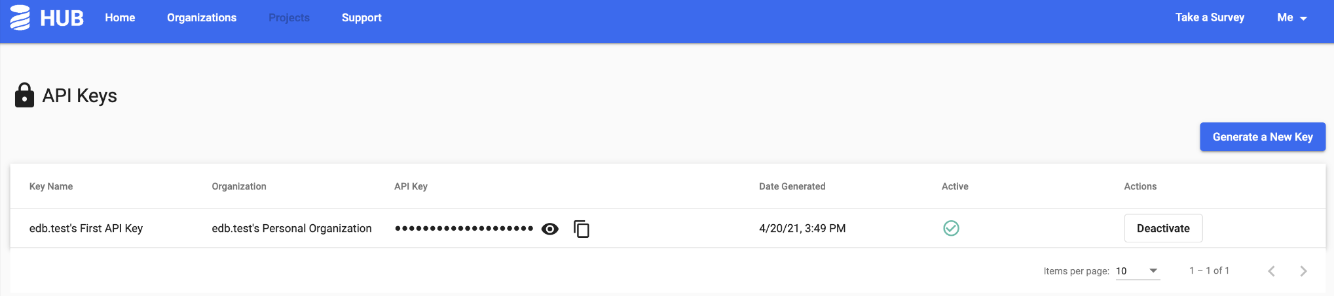 HUB Home Organizations Projects Support Take a Survey Me
API Keys
Generate a New Key
Key Name Organization API Key Date Generated Active Actions
edb.test's First API Key edb.test's Personal Organization •••••••••••••••••••• 4/20/21, 3:49 PM Deactivate
Items per page: 10 1 – 1 of 1